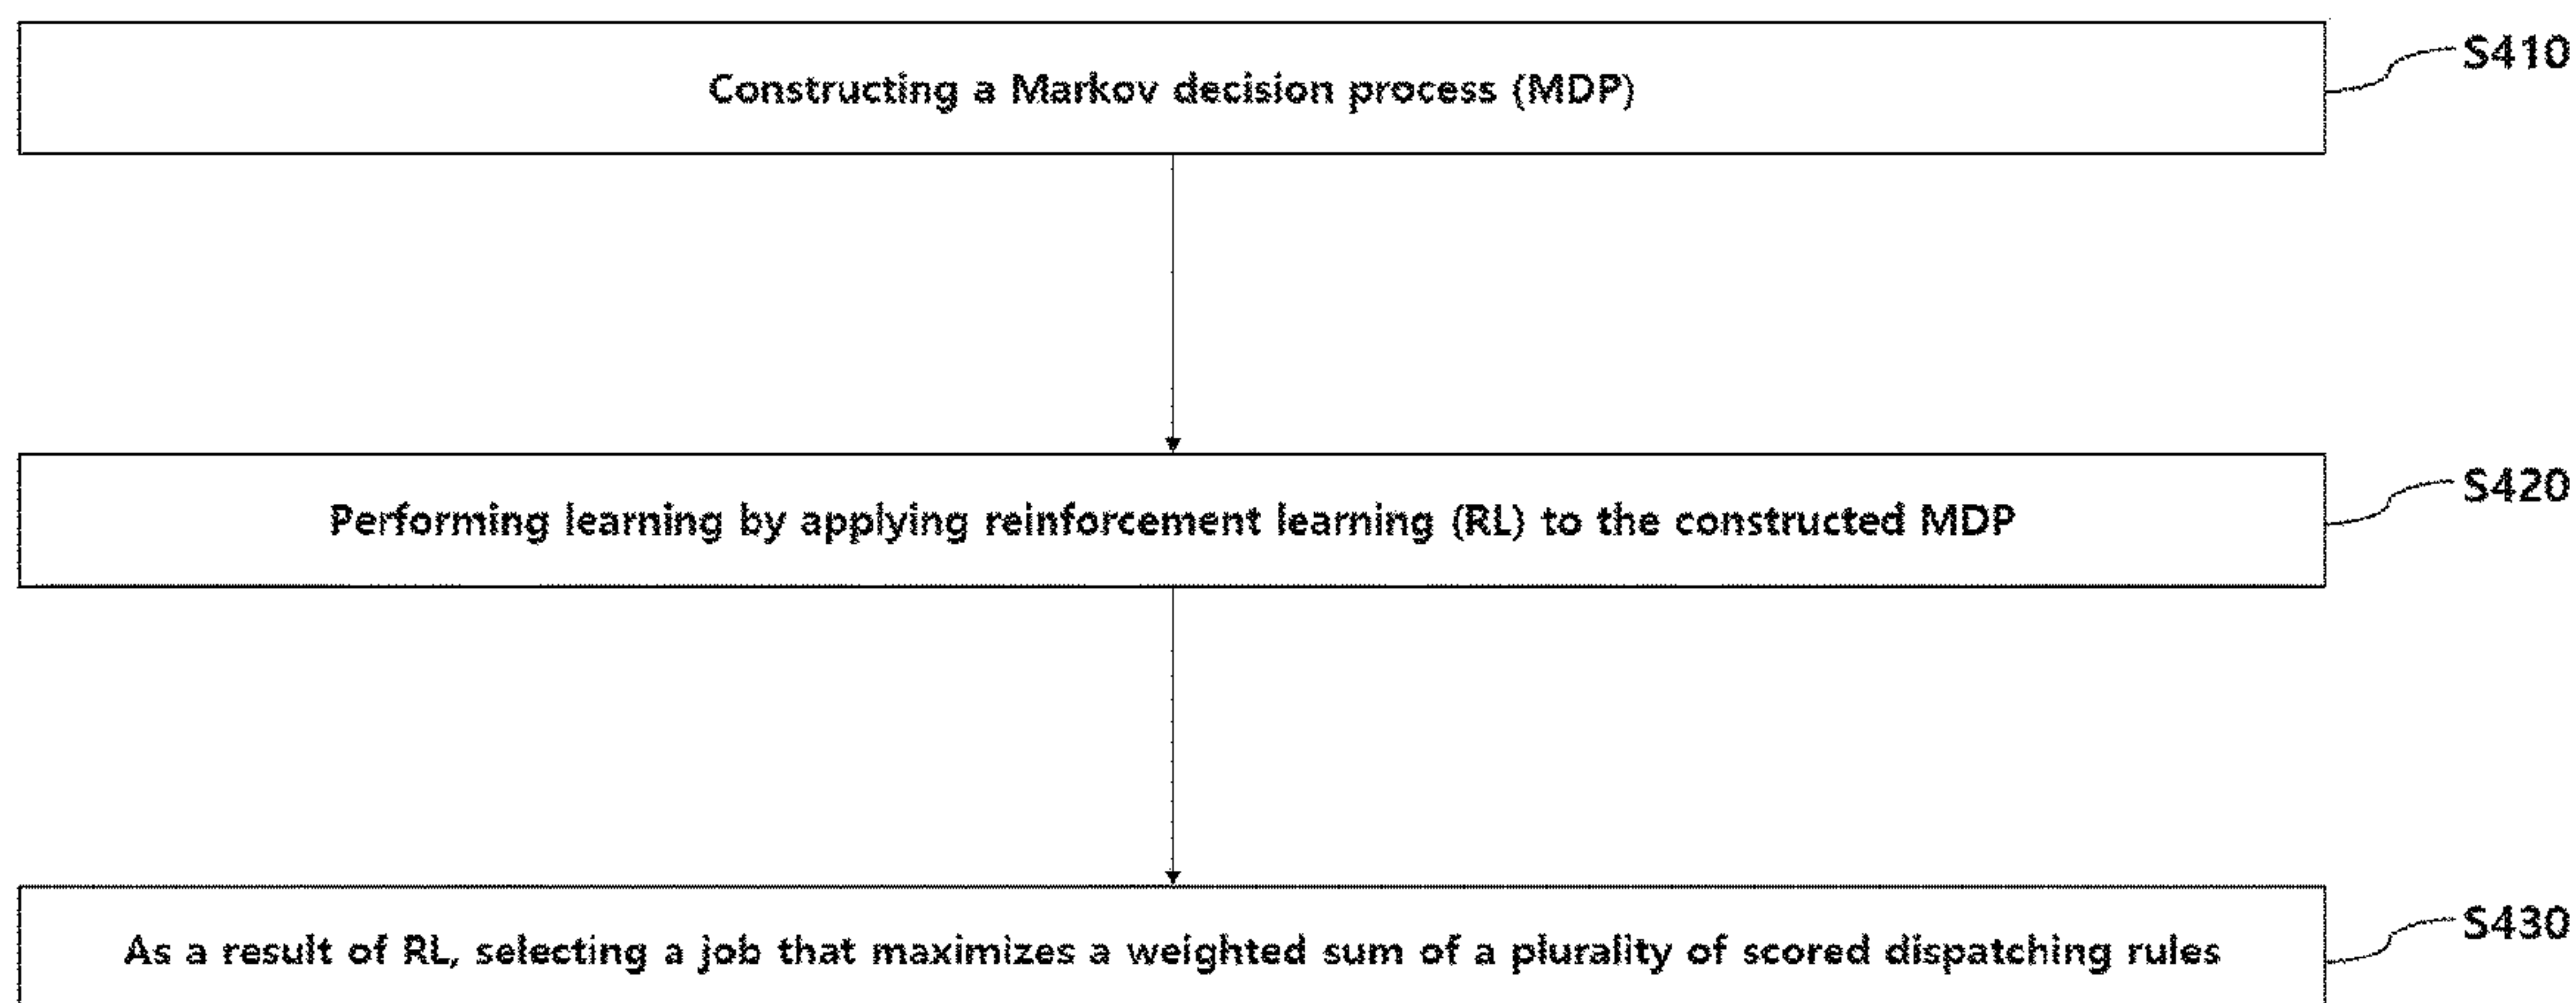 Constructing a Markov decision process (MDP)
S410
Performing learning by applying reinforcement learning (RL) to the constructed MDP
S420
As a result of RL, selecting a job that maximizes a weighted sum of a plurality of scored dispatching rules
S430